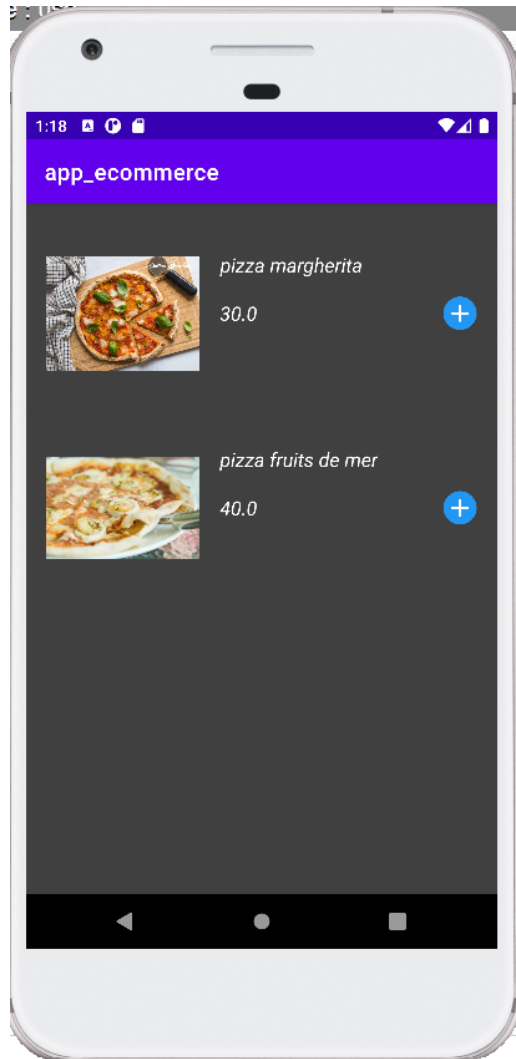 1:18
app_ecommerce
pizza margherita
30.0
pizza fruits de mer
40.0